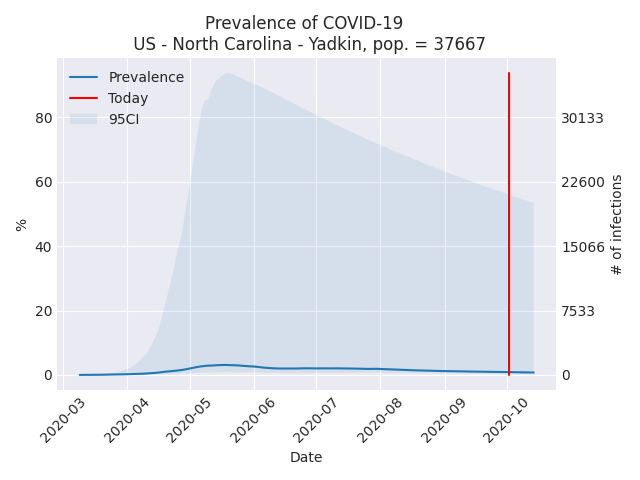 Prevalence of COVID-19
US - North Carolina - Yadkin, pop. = 37667
Prevalence
Today
95CI
%
80
60
40
20
0
30133
22600
15066
7533
0
# of infections
2020-03
2020-04
2020-05
2020-06
2020-07
2020-08
2020-09
2020-10
Date